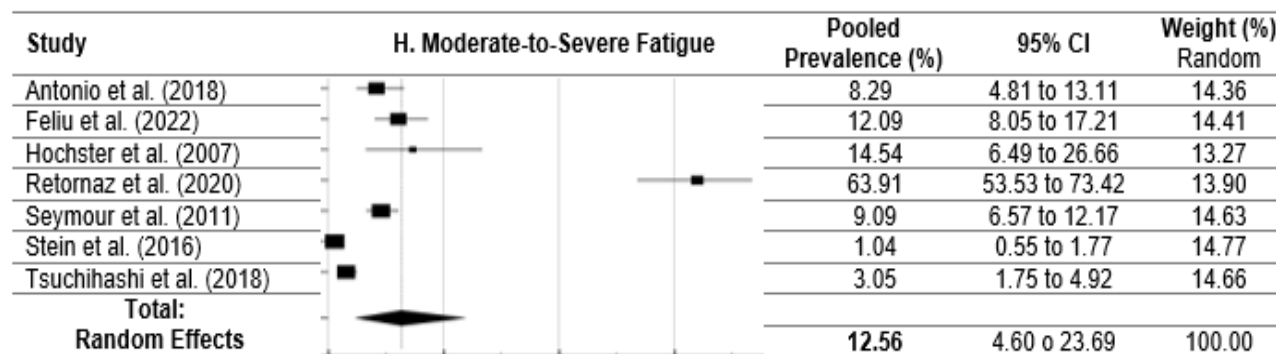 Study H. Moderate-to-Severe Fatigue Pooled Prevalence (%) 95% CI Weight (%) Random
Antonio et al. (2018) 8.29 4.81 to 13.11 14.36
Feliu et al. (2022) 12.09 8.05 to 17.21 14.41
Hochster et al. (2007) 14.54 6.49 to 26.66 13.27
Retornaz et al. (2020) 63.91 53.53 to 73.42 13.90
Seymour et al. (2011) 9.09 6.57 to 12.17 14.63
Stein et al. (2016) 1.04 0.55 to 1.77 14.77
Tsuchihashi et al. (2018) 3.05 1.75 to 4.92 14.66
Total:
Random Effects 12.56 4.60 o 23.69 100.00